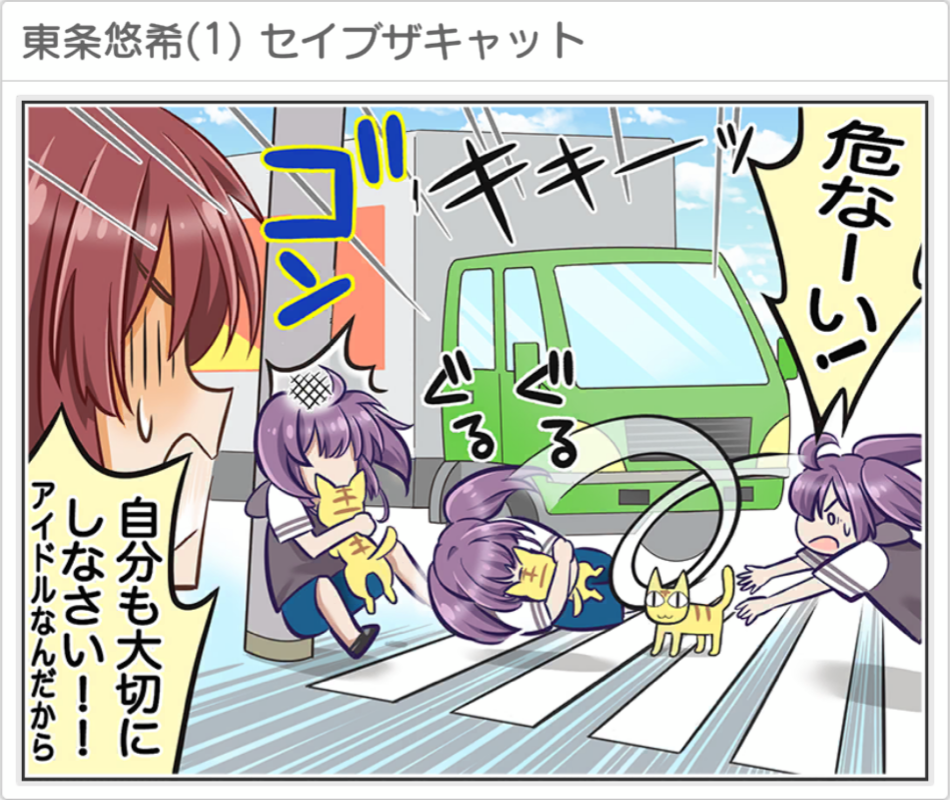 東条悠希(1) セイブザキャット
危なーい!
キキーッ
ぐる
ぐる
ゴン
自分も大切に
しなさい！！
アイドルなんだから